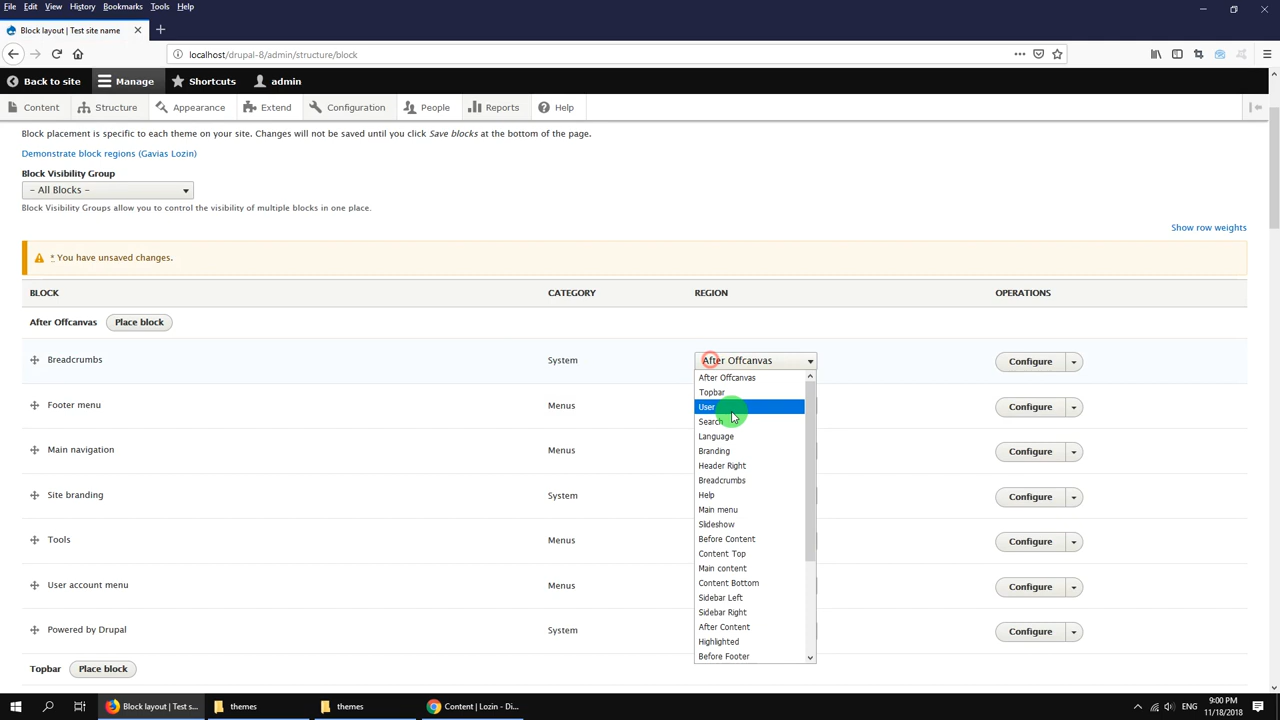 File Edit View History Bookmarks Tools Help
Block layout | Test site name
localhost/drupal-8/admin/structure/block
Back to site Manage Shortcuts admin
Content Structure Appearance Extend Configuration People Reports Help
Block placement is specific to each theme on your site. Changes will not be saved until you click Save blocks at the bottom of the page.
Demonstrate block regions (Gavias Lozin)
Block Visibility Group
- All Blocks -
Block Visibility Groups allow you to control the visibility of multiple blocks in one place.
Show row weights
* You have unsaved changes.
BLOCK CATEGORY REGION OPERATIONS
After Offcanvas Place block
Breadcrumbs System After Offcanvas Configure
After Offcanvas
Topbar
Footer menu Menus User Configure
Search
Language
Main navigation Menus Branding Configure
Header Right
Breadcrumbs
Site branding System Help Configure
Main menu
Slideshow
Tools Menus Before Content Configure
Content Top
Main content
User account menu Menus Content Bottom Configure
Sidebar Left
Sidebar Right
Powered by Drupal System After Content Configure
Highlighted
Before Footer
Topbar Place block
Block layout | Test s... themes themes Content | Lozin - Di... ENG 9:00 PM
11/18/2018